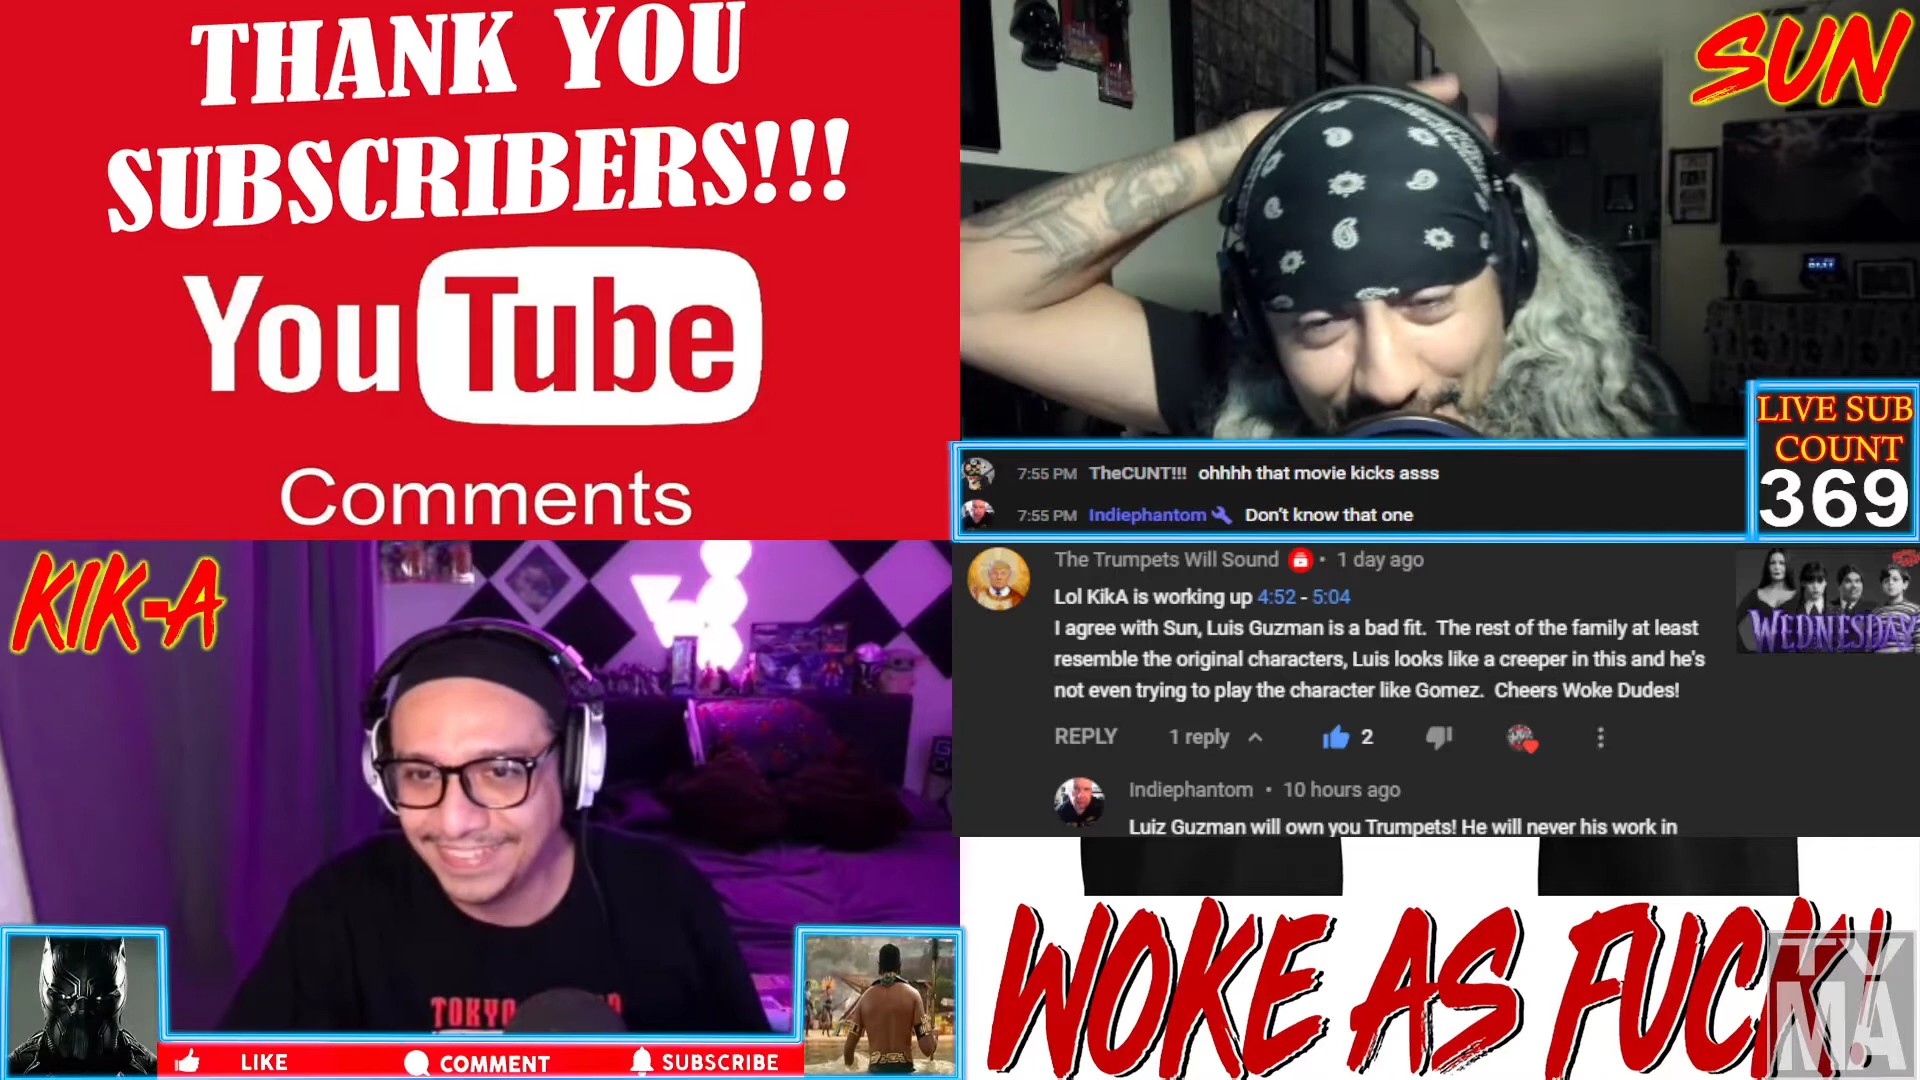 THANK YOU
SUBSCRIBERS!!!
YouTube
Comments
SUN
LIVE SUB
COUNT
369
7:55 PM TheCUNT!!! ohhhh that movie kicks asss
7:55 PM Indiephantom Don't know that one
KIK-A
TOKYO
LIKE
COMMENT
SUBSCRIBE
The Trumpets Will Sound • 1 day ago
Lol KikA is working up 4:52 - 5:04
I agree with Sun, Luis Guzman is a bad fit. The rest of the family at least
resemble the original characters, Luis looks like a creeper in this and he's
not even trying to play the character like Gomez. Cheers Woke Dudes!
REPLY 1 reply 2
Indiephantom • 10 hours ago
Luiz Guzman will own you Trumpets! He will never his work in
WEDNESDAY
WOKE AS FUCK!
TY
MA